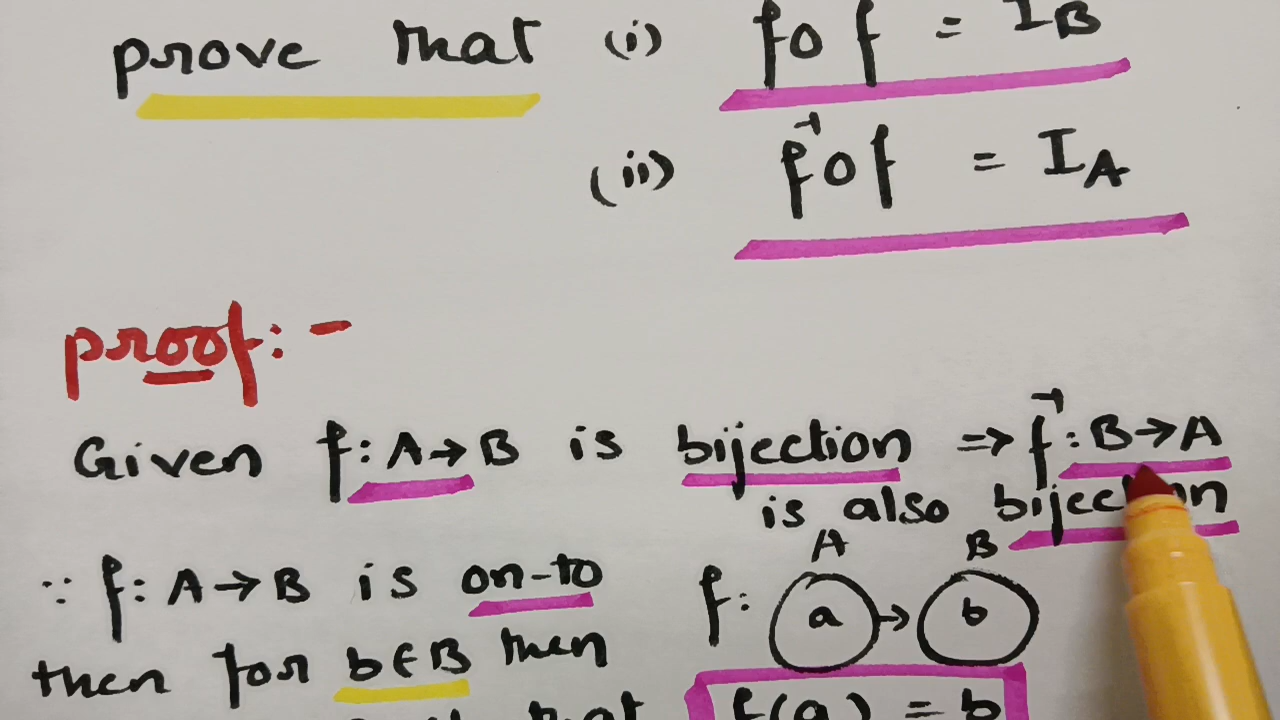 prove that (i) fof = IB
(ii) f⁻¹of = IA
proof:-
Given f: A→B is bijection => f⁻¹: B→A
is also bijection
∵ f: A→B is on-to
f: A a → B b
then for b∈B then
f(a) = b
that